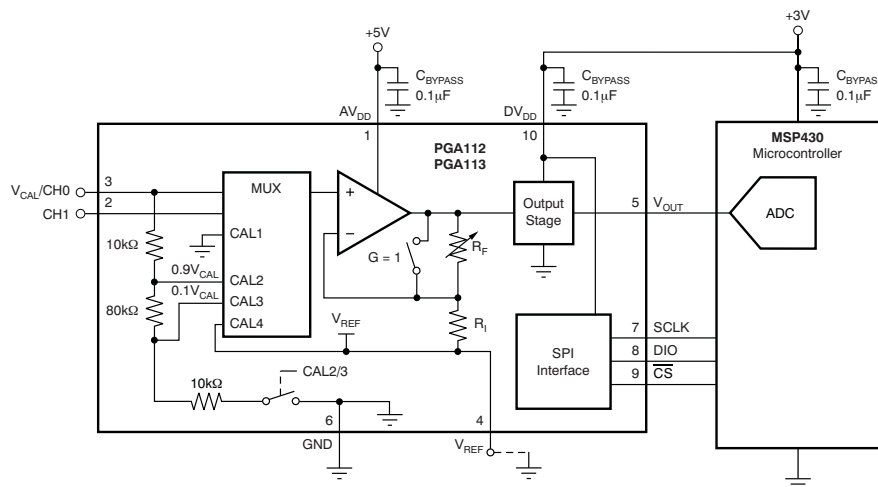 +5V
+3V
C_BYPASS
0.1µF
C_BYPASS
0.1µF
C_BYPASS
0.1µF
AV_DD
DV_DD
1
10
PGA112
PGA113
MSP430
Microcontroller
V_CAL/CH0
3
CH1
2
MUX
CAL1
CAL2
CAL3
CAL4
10kΩ
0.9V_CAL
0.1V_CAL
80kΩ
+
−
G = 1
R_F
R_I
V_REF
Output
Stage
5
V_OUT
ADC
SPI
Interface
7
SCLK
8
DIO
9
C̅S̅
10kΩ
CAL2/3
6
GND
4
V_REF